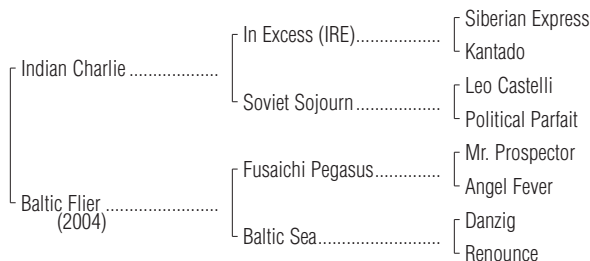 Siberian Express
In Excess (IRE)..................
Kantado
Indian Charlie ...................
Leo Castelli
Soviet Sojourn ..................
Political Parfait
Mr. Prospector
Fusaichi Pegasus..............
Angel Fever
Baltic Flier ........................
(2004)
Danzig
Baltic Sea..........................
Renounce